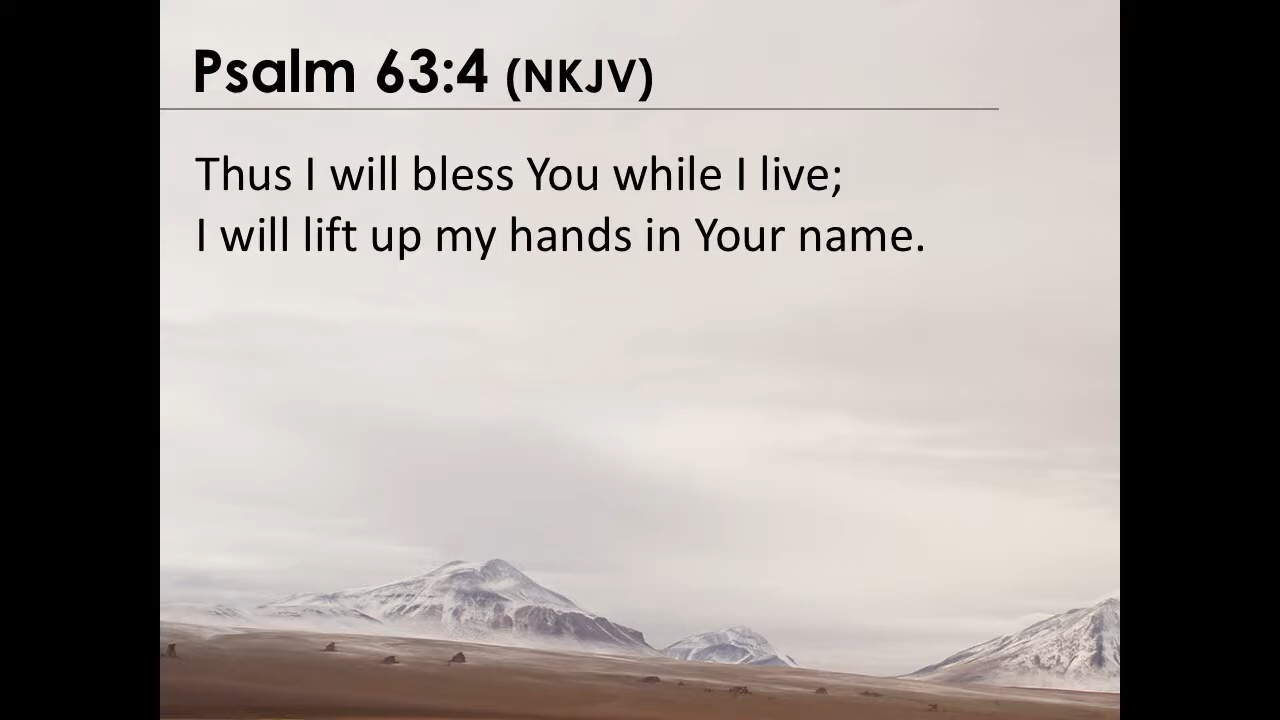 Psalm 63:4 (NKJV)
Thus I will bless You while I live;
I will lift up my hands in Your name.